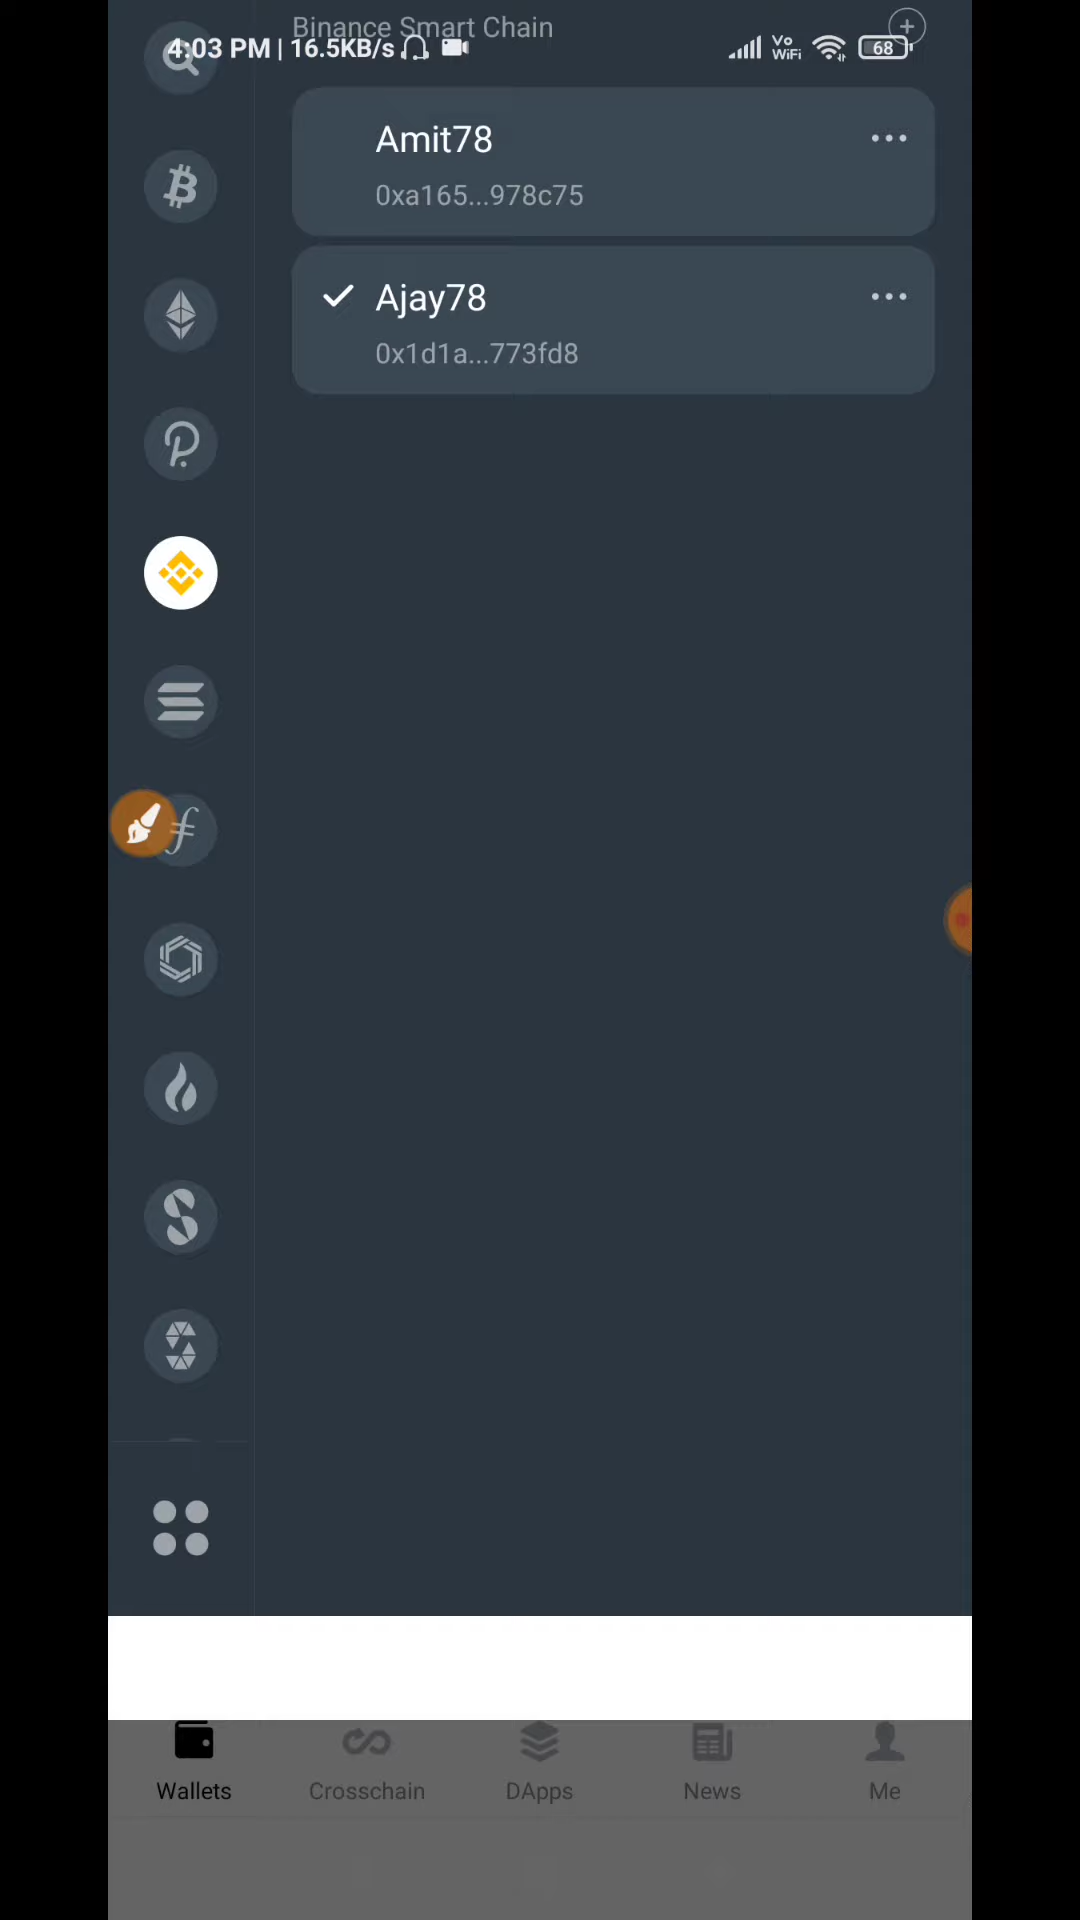 Binance Smart Chain
4:03 PM | 16.5KB/s
Vo
WiFi
68
Amit78
0xa165...978c75
Ajay78
0x1d1a...773fd8
Wallets
Crosschain
DApps
News
Me